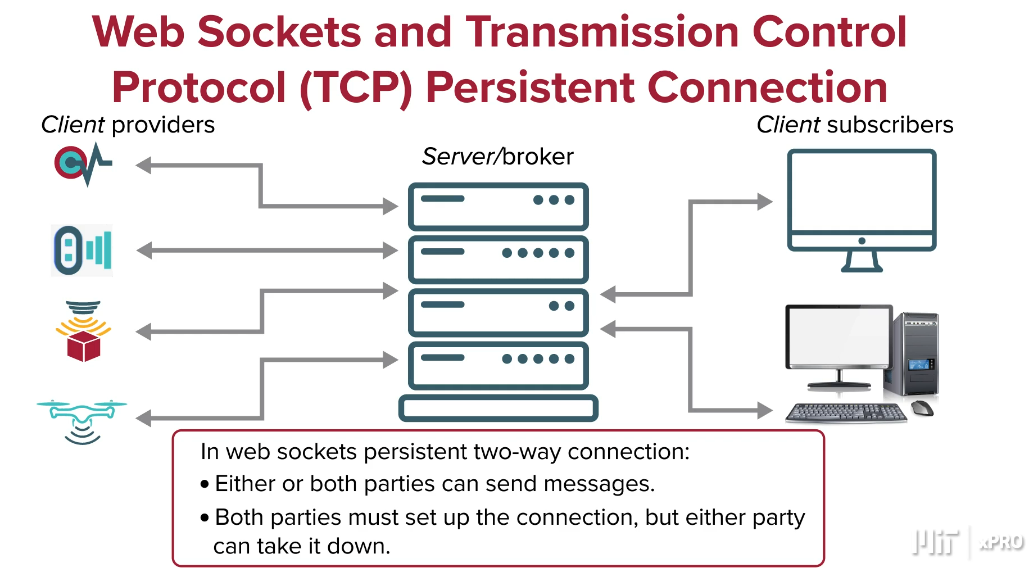 Web Sockets and Transmission Control
Protocol (TCP) Persistent Connection
Client providers
Server/broker
Client subscribers
In web sockets persistent two-way connection:
• Either or both parties can send messages.
• Both parties must set up the connection, but either party
can take it down.
MiT xPRO